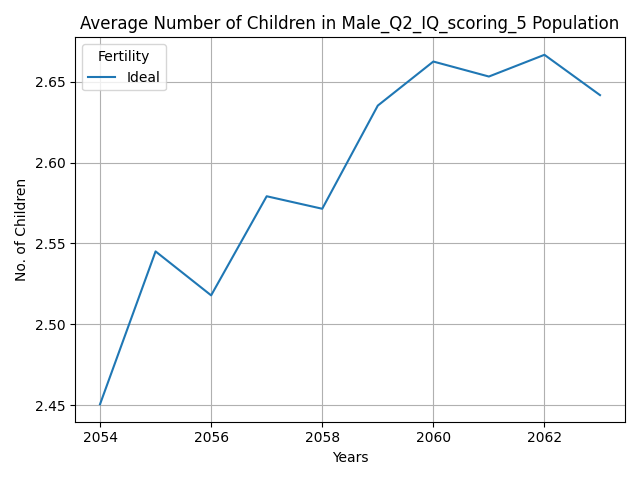 Average Number of Children in Male_Q2_IQ_scoring_5 Population
Fertility
Ideal
No. of Children
2.65
2.60
2.55
2.50
2.45
2054
2056
2058
2060
2062
Years